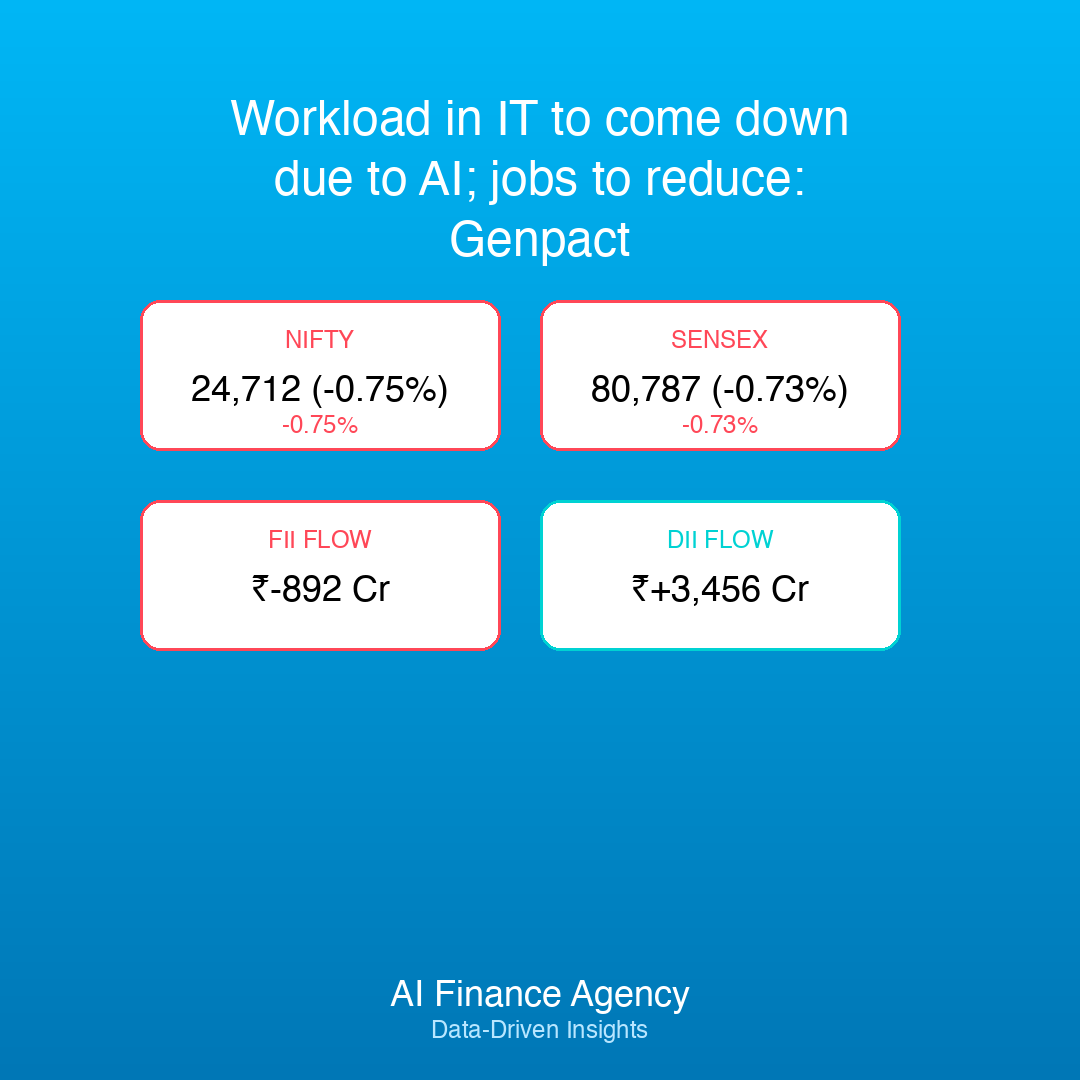 Workload in IT to come down
due to AI; jobs to reduce:
Genpact
NIFTY
24,712 (-0.75%)
-0.75%
SENSEX
80,787 (-0.73%)
-0.73%
FII FLOW
₹-892 Cr
DII FLOW
₹+3,456 Cr
AI Finance Agency
Data-Driven Insights